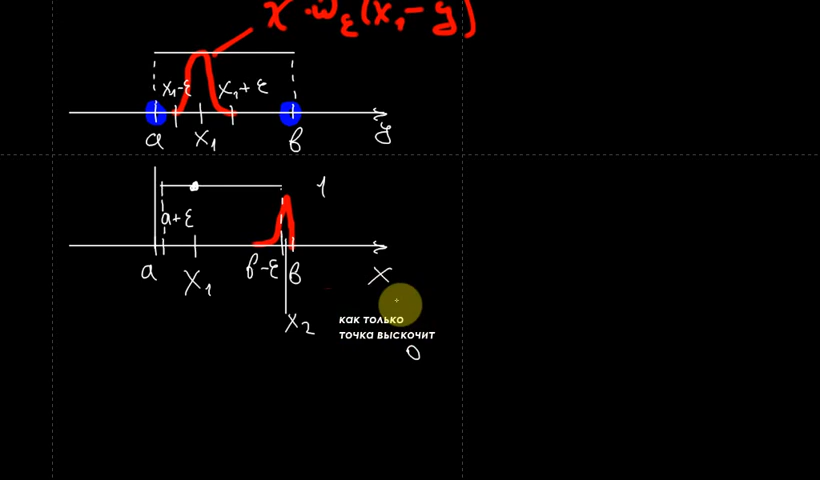 χ · ω_ε(x₁ - y)
x₁-ε x₁+ε
a x₁ b y
1
a+ε
a x₁ b-ε b x
x₂
как только
точка выскочит
0